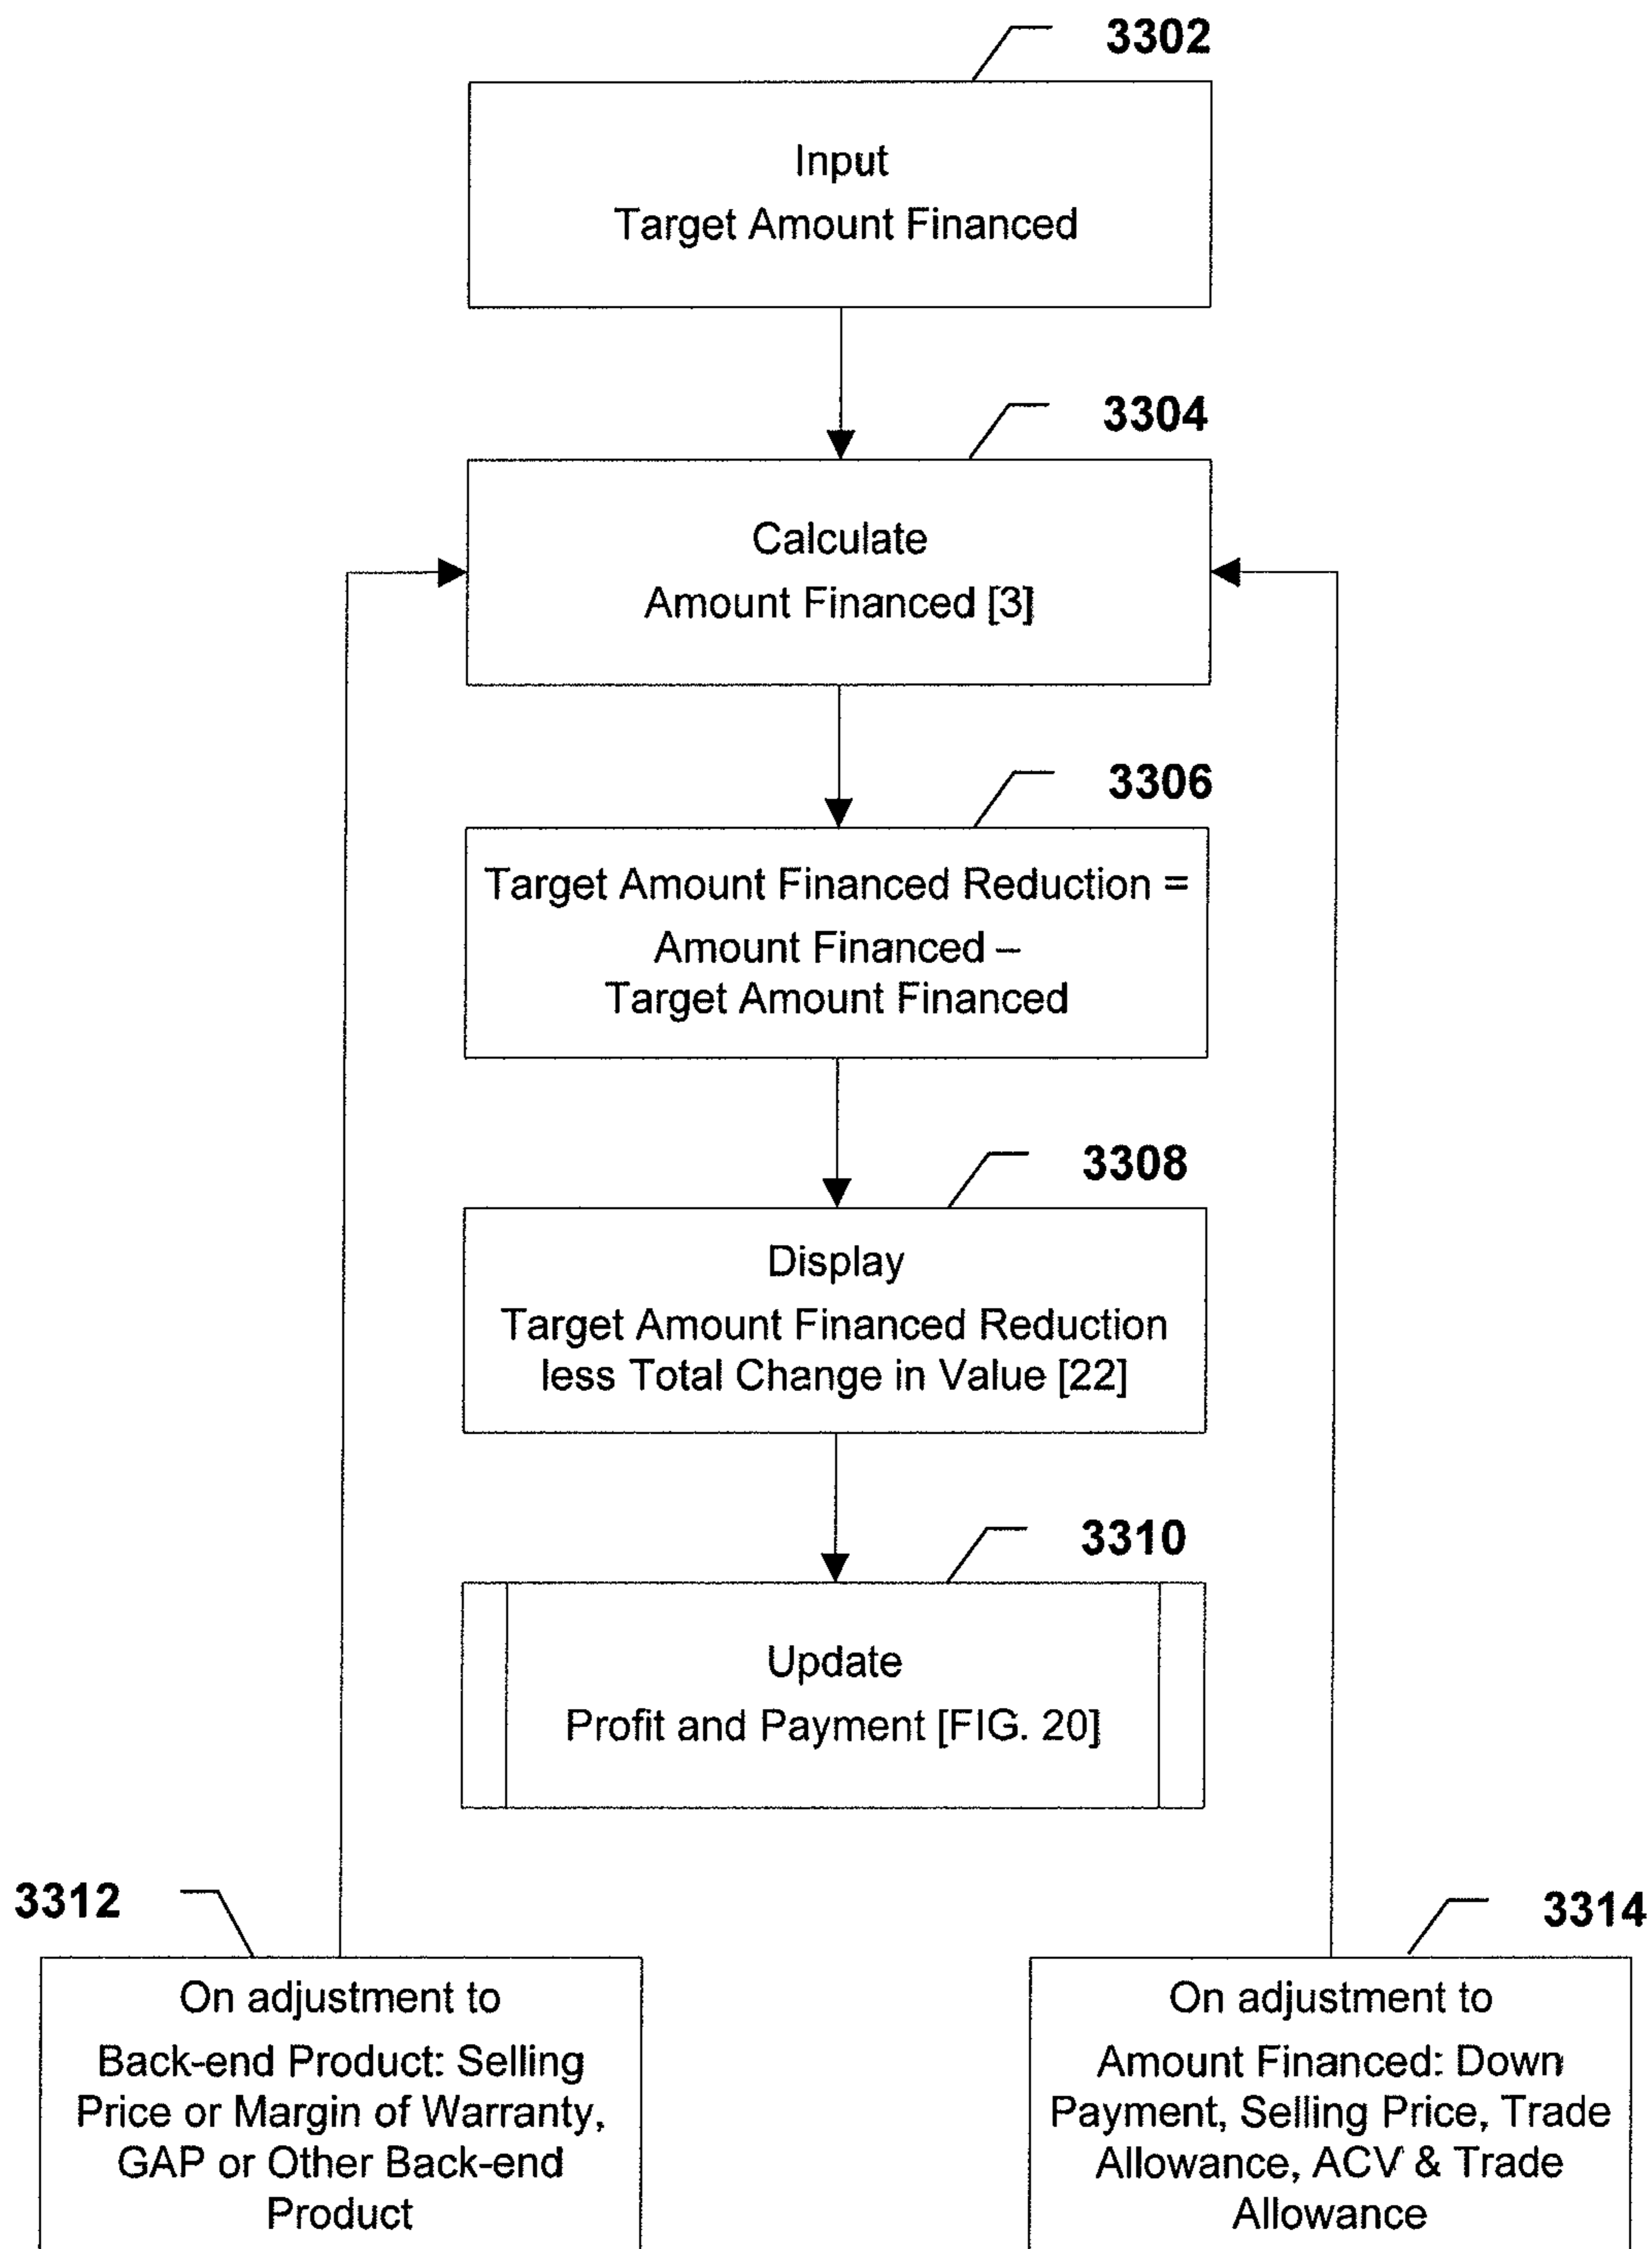 3302
Input
Target Amount Financed
3304
Calculate
Amount Financed [3]
3306
Target Amount Financed Reduction =
Amount Financed –
Target Amount Financed
3308
Display
Target Amount Financed Reduction
less Total Change in Value [22]
3310
Update
Profit and Payment [FIG. 20]
3312
On adjustment to
Back-end Product: Selling
Price or Margin of Warranty,
GAP or Other Back-end
Product
3314
On adjustment to
Amount Financed: Down
Payment, Selling Price, Trade
Allowance, ACV & Trade
Allowance